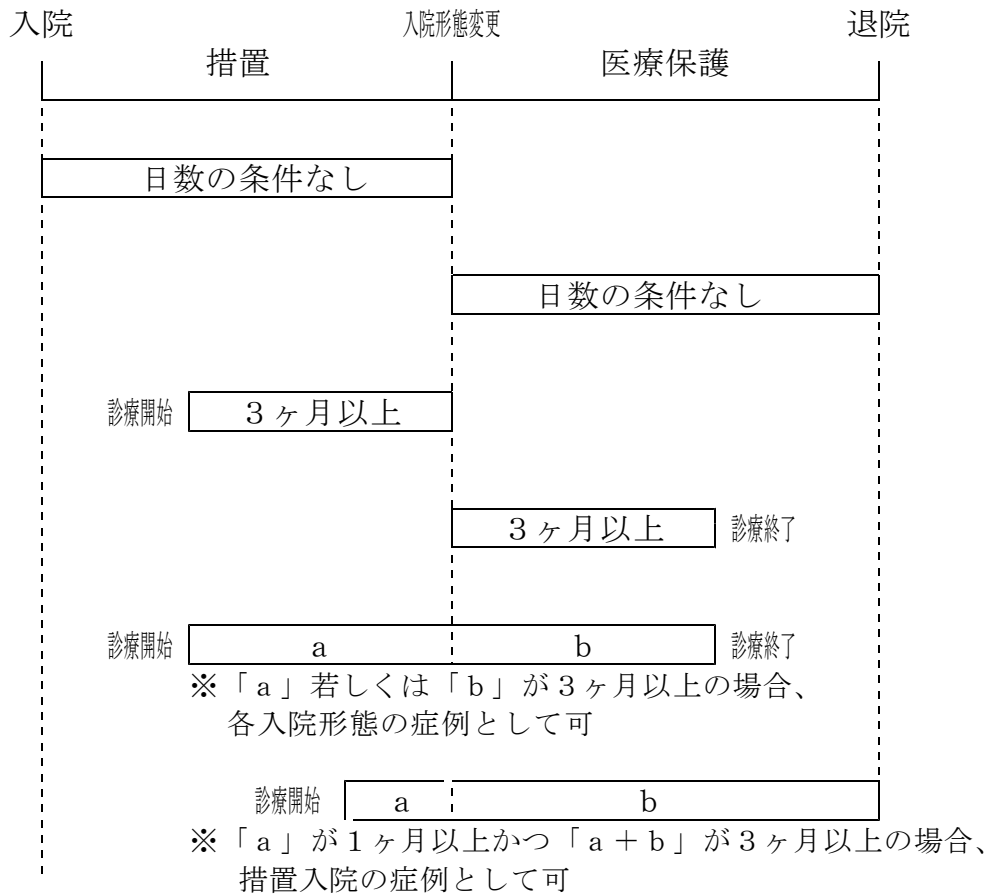 入院 入院形態変更 退院
措置 医療保護
日数の条件なし
日数の条件なし
診療開始 3ヶ月以上
3ヶ月以上 診療終了
診療開始 a b 診療終了
※「a」若しくは「b」が3ヶ月以上の場合、
各入院形態の症例として可
診療開始 a b
※「a」が1ヶ月以上かつ「a+b」が3ヶ月以上の場合、
措置入院の症例として可